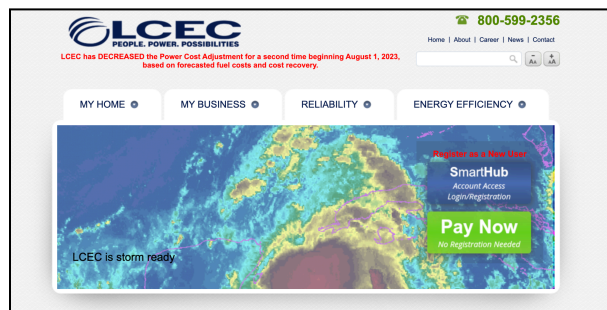 800-599-2356
LCEC
PEOPLE. POWER. POSSIBILITIES
Home | About | Career | News | Contact
LCEC has DECREASED the Power Cost Adjustment for a second time beginning August 1, 2023,
based on forecasted fuel costs and cost recovery.
- AA
+ AA
MY HOME
MY BUSINESS
RELIABILITY
ENERGY EFFICIENCY
Register as a New User
SmartHub
Account Access
Login/Registration
Pay Now
No Registration Needed
LCEC is storm ready